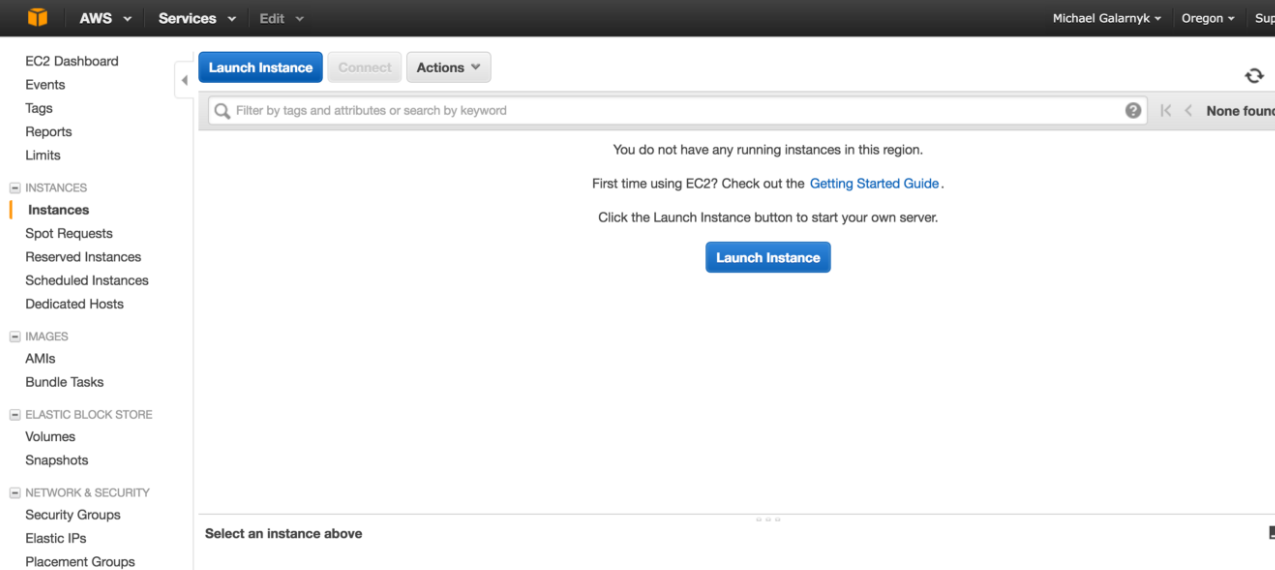 AWS Services Edit Michael Galarnyk Oregon
EC2 Dashboard
Events
Tags
Reports
Limits
INSTANCES
Instances
Spot Requests
Reserved Instances
Scheduled Instances
Dedicated Hosts
IMAGES
AMIs
Bundle Tasks
ELASTIC BLOCK STORE
Volumes
Snapshots
NETWORK & SECURITY
Security Groups
Elastic IPs
Placement Groups
Launch Instance Connect Actions
Filter by tags and attributes or search by keyword ? None found
You do not have any running instances in this region.
First time using EC2? Check out the Getting Started Guide.
Click the Launch Instance button to start your own server.
Launch Instance
Select an instance above